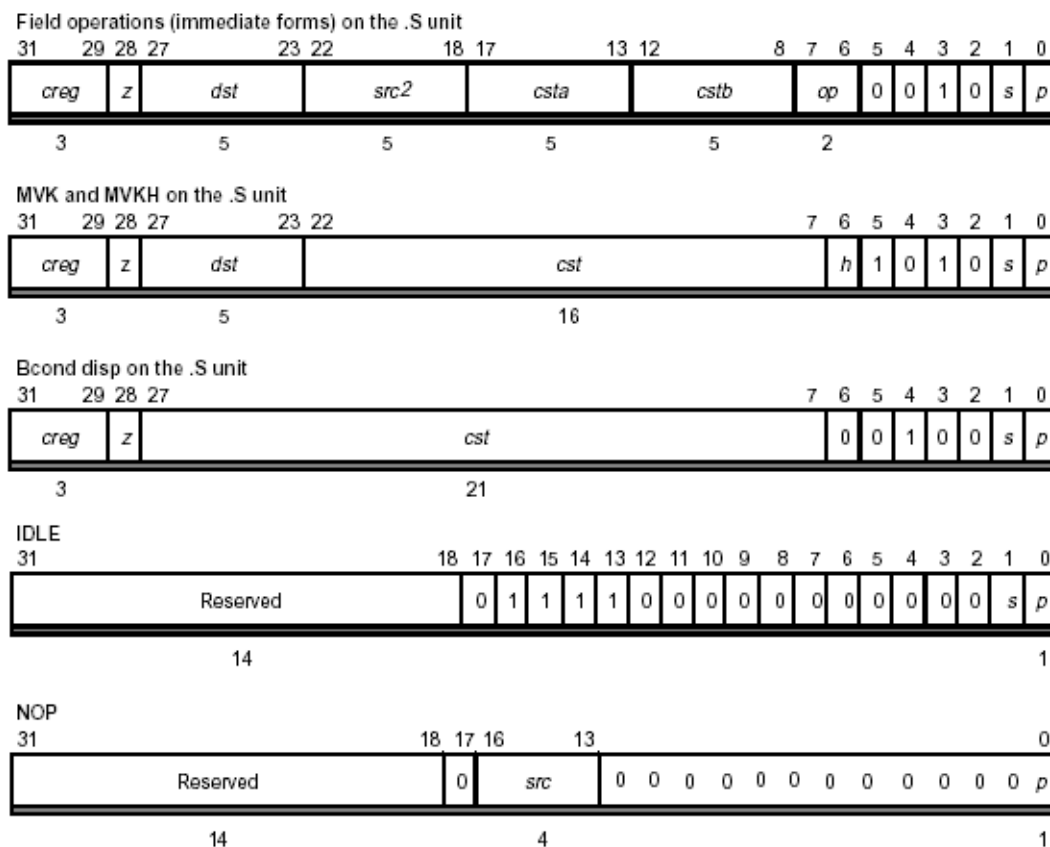 Field operations (immediate forms) on the .S unit
31 29 28 27 23 22 18 17 13 12 8 7 6 5 4 3 2 1 0
creg z dst src2 csta cstb op 0 0 1 0 s p
3 5 5 5 5 2
MVK and MVKH on the .S unit
31 29 28 27 23 22 7 6 5 4 3 2 1 0
creg z dst cst h 1 0 1 0 s p
3 5 16
Bcond disp on the .S unit
31 29 28 27 7 6 5 4 3 2 1 0
creg z cst 0 0 1 0 0 s p
3 21
IDLE
31 18 17 16 15 14 13 12 11 10 9 8 7 6 5 4 3 2 1 0
Reserved 0 1 1 1 1 0 0 0 0 0 0 0 0 0 0 0 s p
14 1
NOP
31 18 17 16 13 0
Reserved 0 src 0 0 0 0 0 0 0 0 0 0 0 0 p
14 4 1